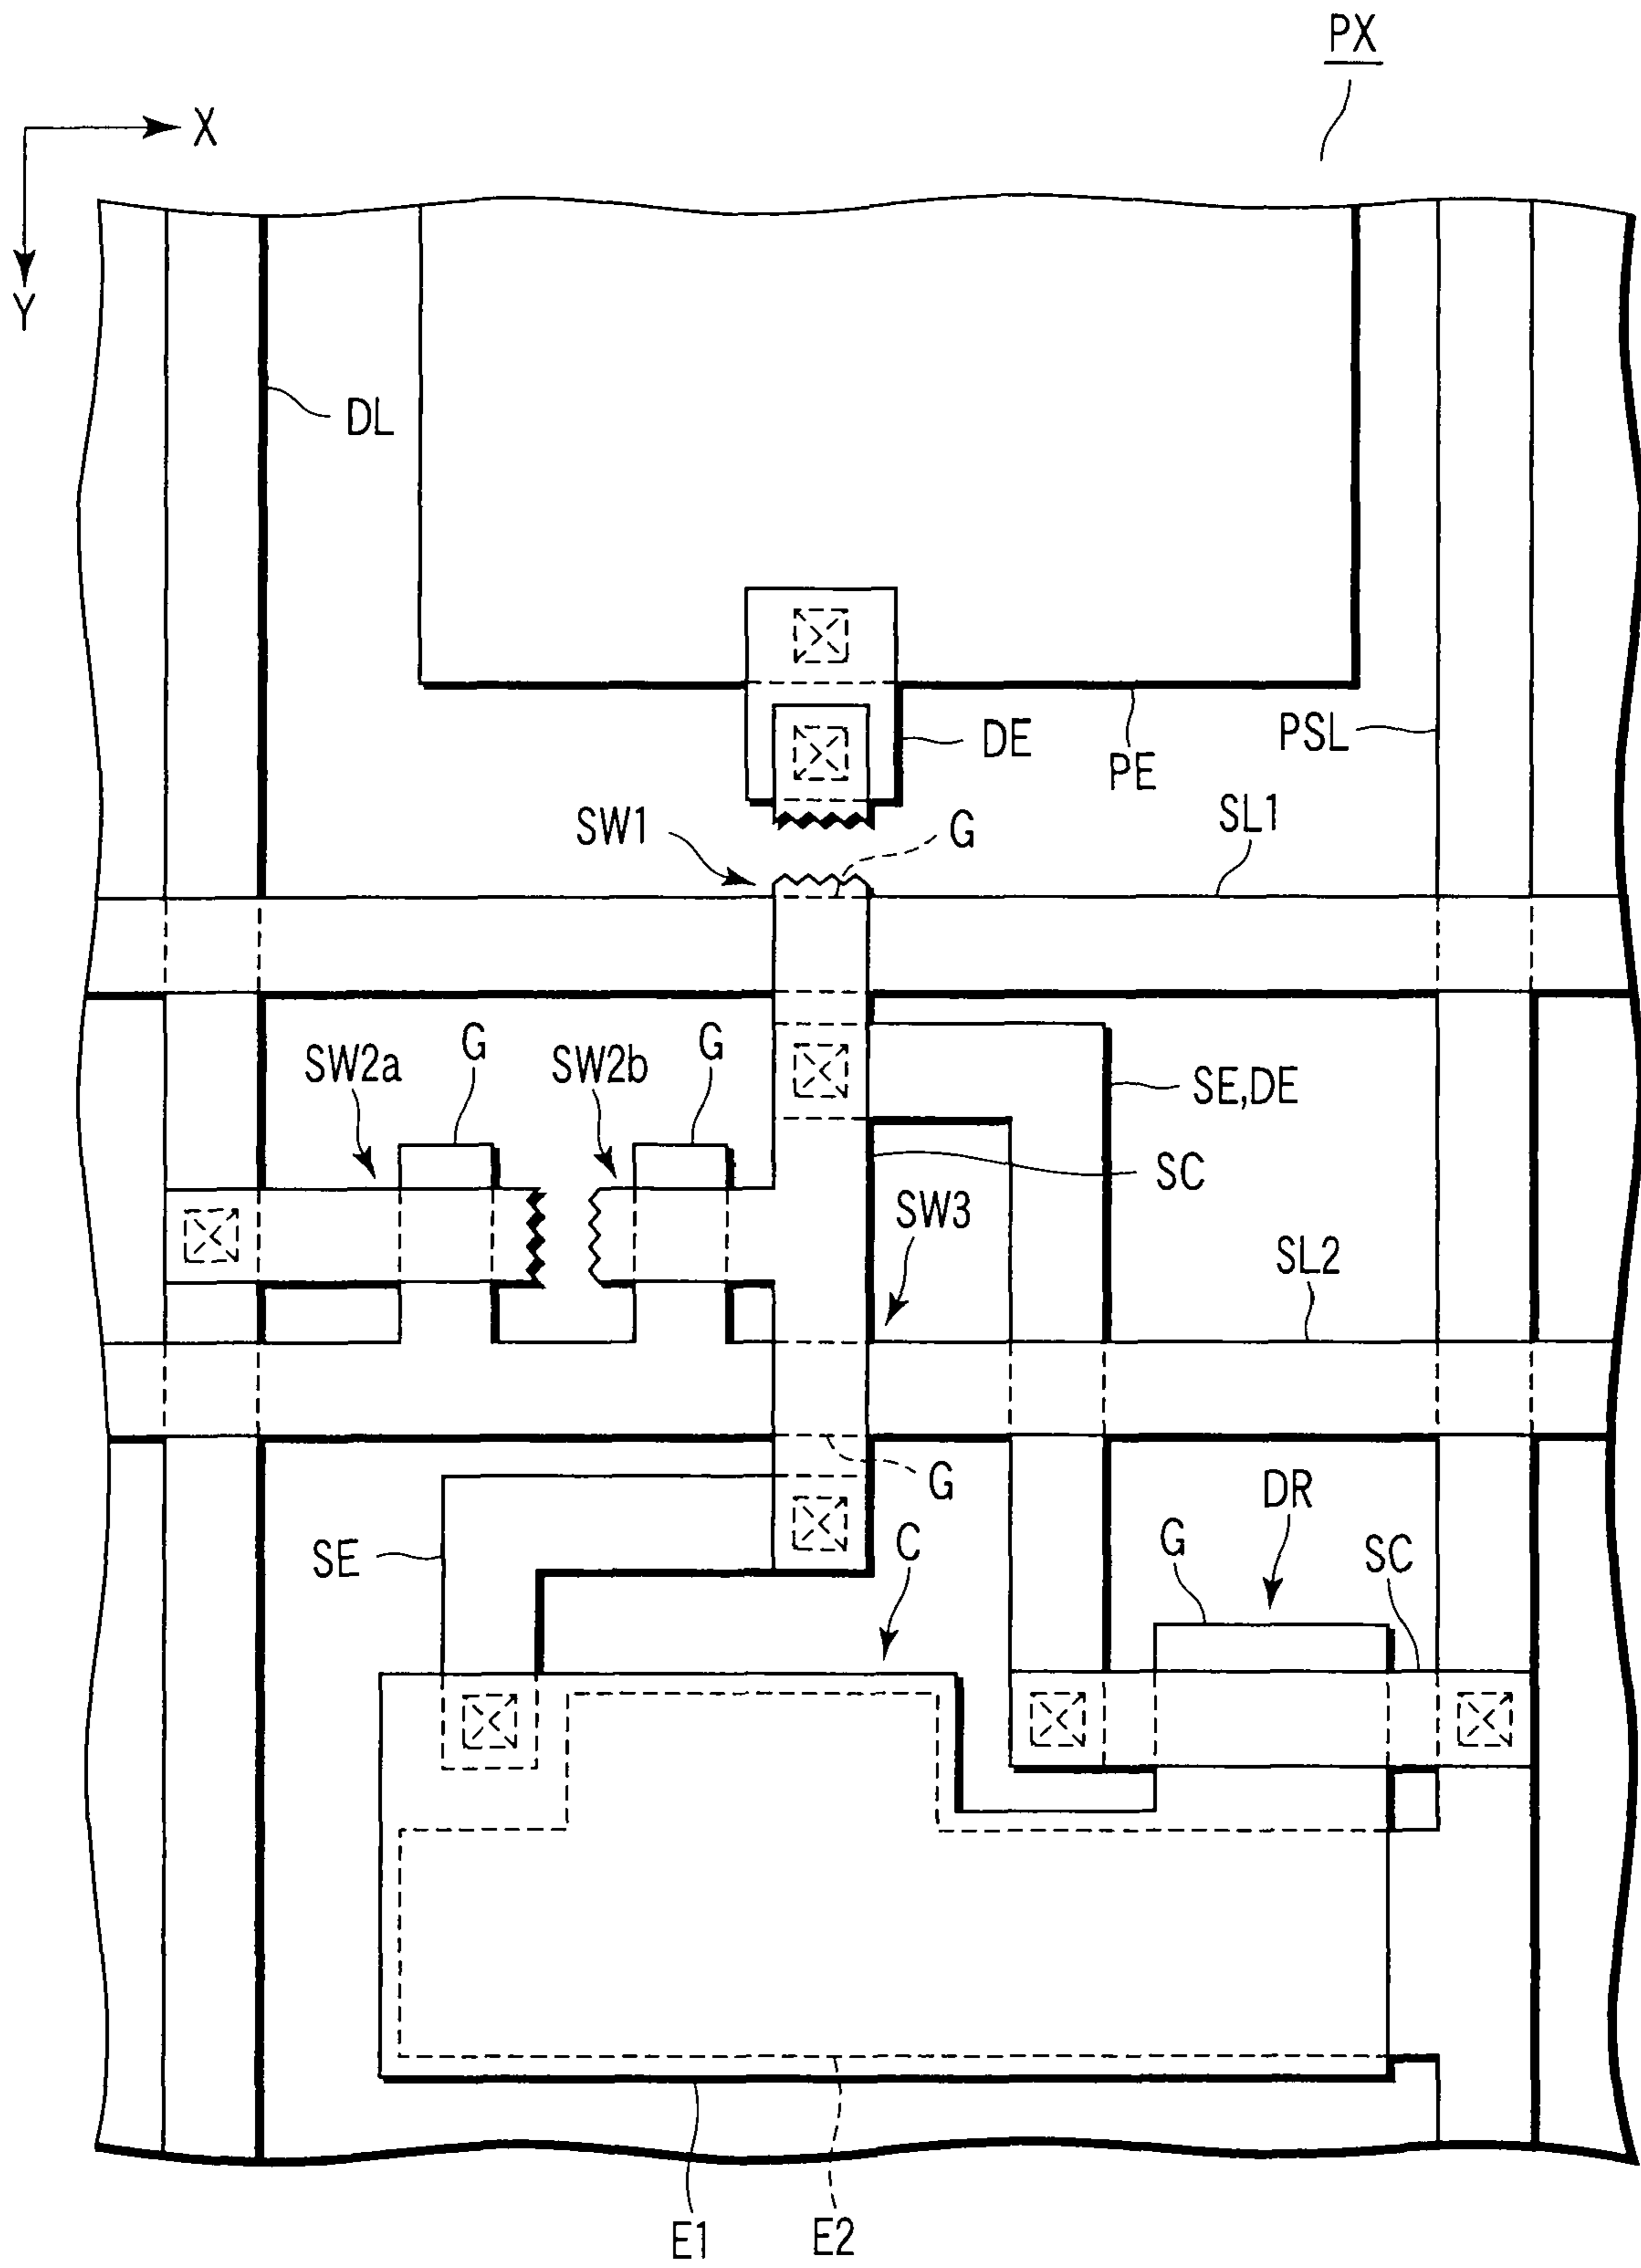 PX
X
Y
DL
DE
PE
PSL
SW1
G
SL1
SW2a
G
SW2b
G
SE,DE
SC
SW3
SL2
G
DR
SE
C
G
SC
E1
E2